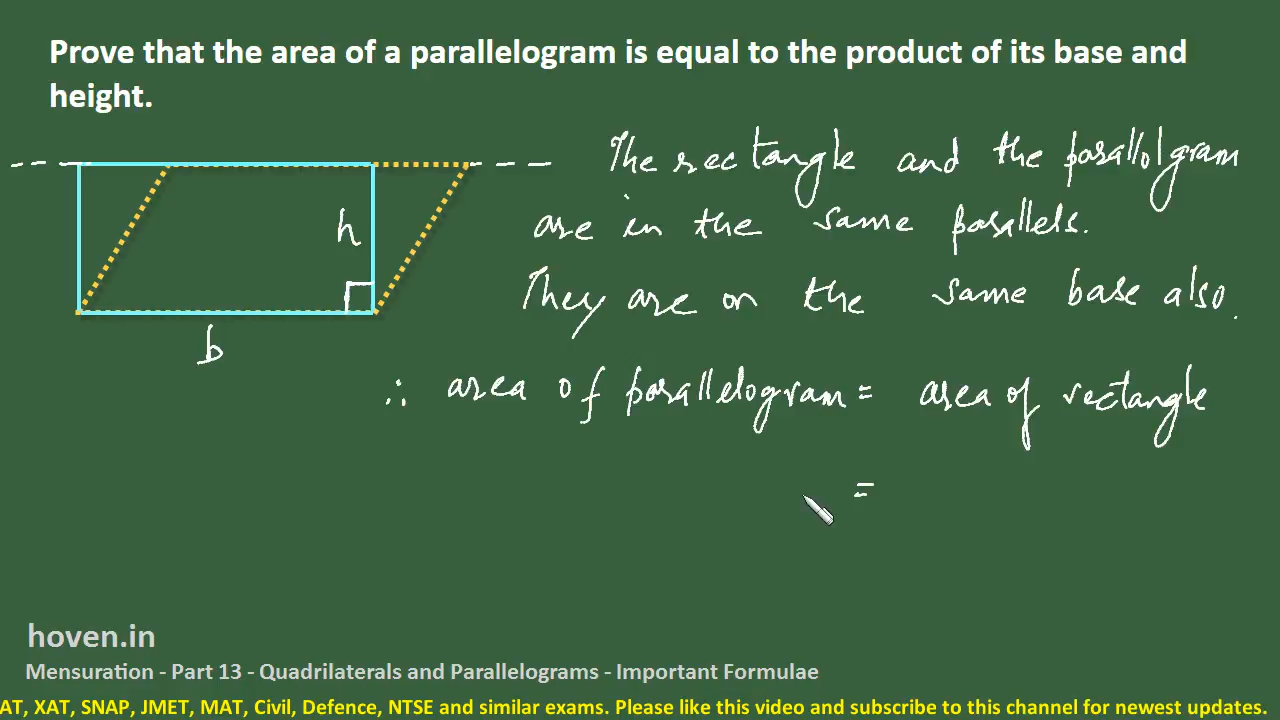 Prove that the area of a parallelogram is equal to the product of its base and
height.
The rectangle and the parallolgram
are in the same parallels.
h
They are on the same base also.
b
∴ area of parallelogram = area of rectangle
=
hoven.in
Mensuration - Part 13 - Quadrilaterals and Parallelograms - Important Formulae
AT, XAT, SNAP, JMET, MAT, Civil, Defence, NTSE and similar exams. Please like this video and subscribe to this channel for newest updates.